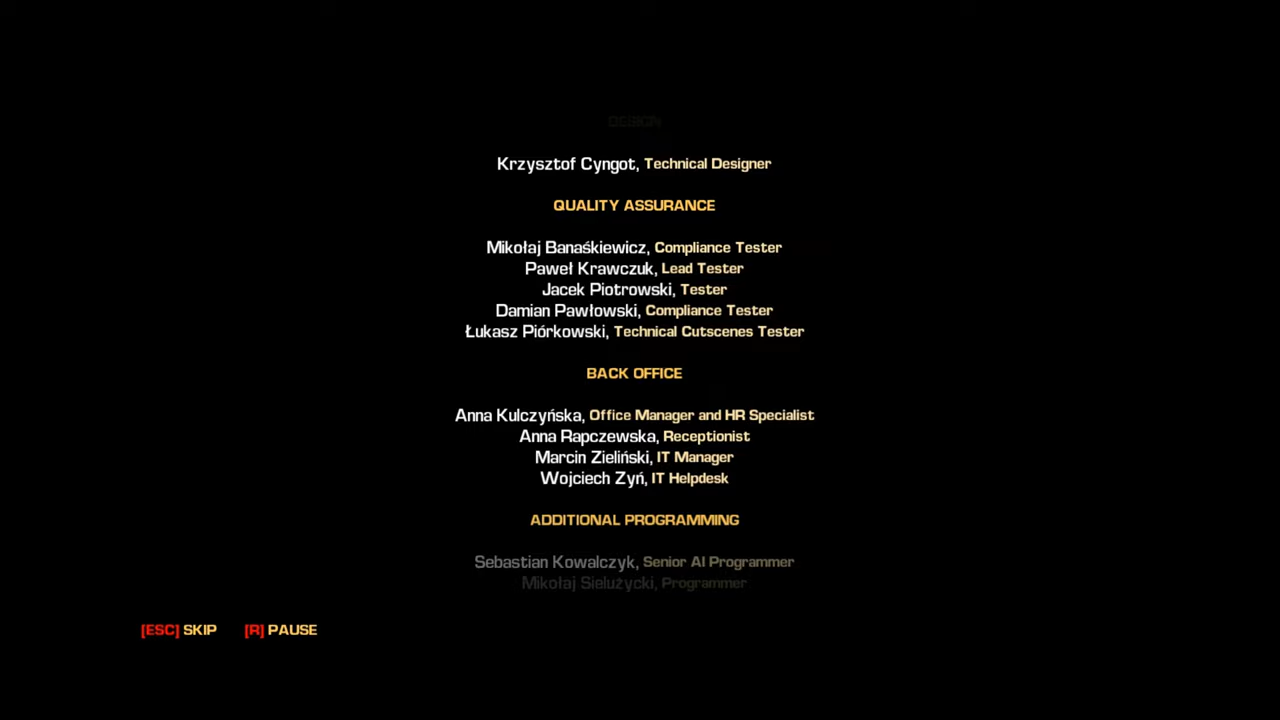 DESIGN
Krzysztof Cyngot, Technical Designer
QUALITY ASSURANCE
Mikołaj Banaśkiewicz, Compliance Tester
Paweł Krawczuk, Lead Tester
Jacek Piotrowski, Tester
Damian Pawłowski, Compliance Tester
Łukasz Piórkowski, Technical Cutscenes Tester
BACK OFFICE
Anna Kulczyńska, Office Manager and HR Specialist
Anna Rapczewska, Receptionist
Marcin Zieliński, IT Manager
Wojciech Zyń, IT Helpdesk
ADDITIONAL PROGRAMMING
Sebastian Kowalczyk, Senior AI Programmer
Mikołaj Sielużycki, Programmer
[ESC] SKIP [R] PAUSE